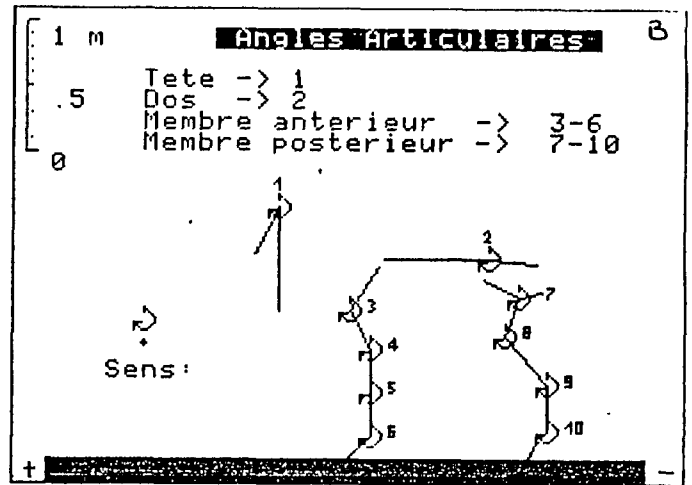 1 m Angles Articulaires B
Tete -> 1
.5 Dos -> 2
Membre anterieur -> 3-6
Membre posterieur -> 7-10
0
1
2
3
7
8
4
+
Sens:
5
9
6
10
+ -